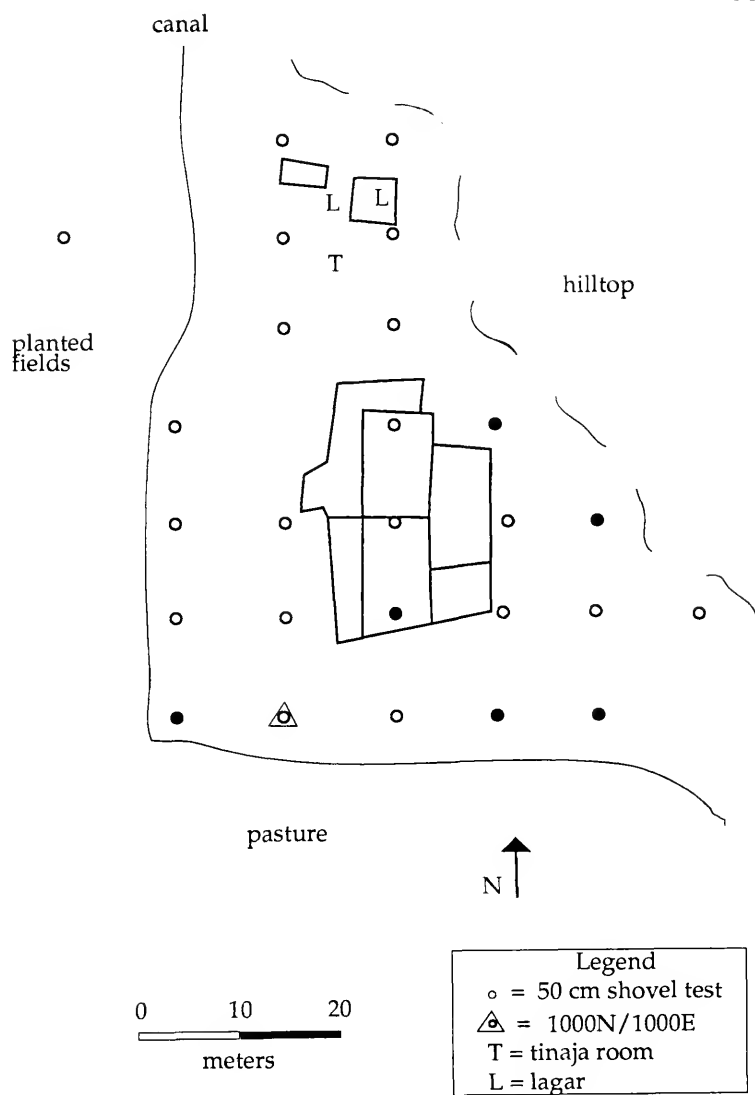 canal
L
L
T
hilltop
planted
fields
pasture
N
0 10 20
meters
Legend
= 50 cm shovel test
= 1000N/1000E
T = tinaja room
L = lagar